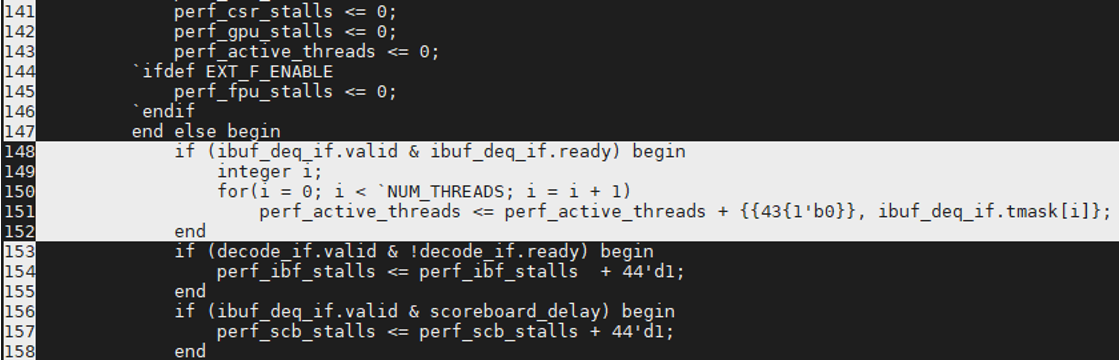 141 perf_csr_stalls <= 0;
142 perf_gpu_stalls <= 0;
143 perf_active_threads <= 0;
144 `ifdef EXT_F_ENABLE
145 perf_fpu_stalls <= 0;
146 `endif
147 end else begin
148 if (ibuf_deq_if.valid & ibuf_deq_if.ready) begin
149 integer i;
150 for(i = 0; i < `NUM_THREADS; i = i + 1)
151 perf_active_threads <= perf_active_threads + {{43{1'b0}}, ibuf_deq_if.tmask[i]};
152 end
153 if (decode_if.valid & !decode_if.ready) begin
154 perf_ibf_stalls <= perf_ibf_stalls  + 44'd1;
155 end
156 if (ibuf_deq_if.valid & scoreboard_delay) begin
157 perf_scb_stalls <= perf_scb_stalls + 44'd1;
158 end